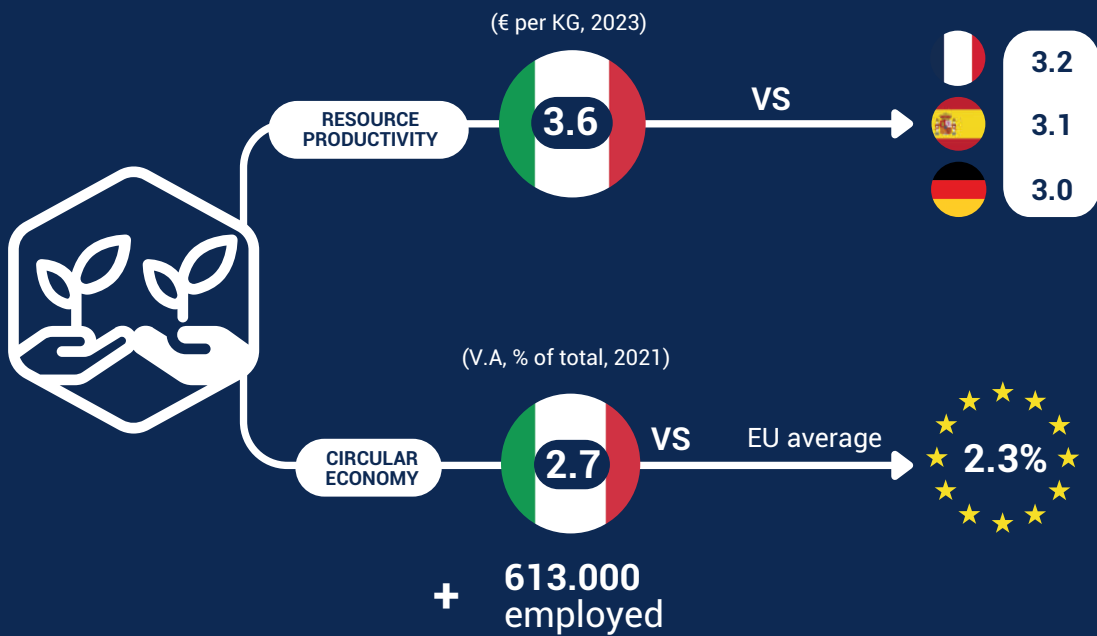 (€ per KG, 2023)
RESOURCE
PRODUCTIVITY
3.6
VS
3.2
3.1
3.0
(V.A, % of total, 2021)
CIRCULAR
ECONOMY
2.7
VS
EU average
2.3%
+ 613.000
employed